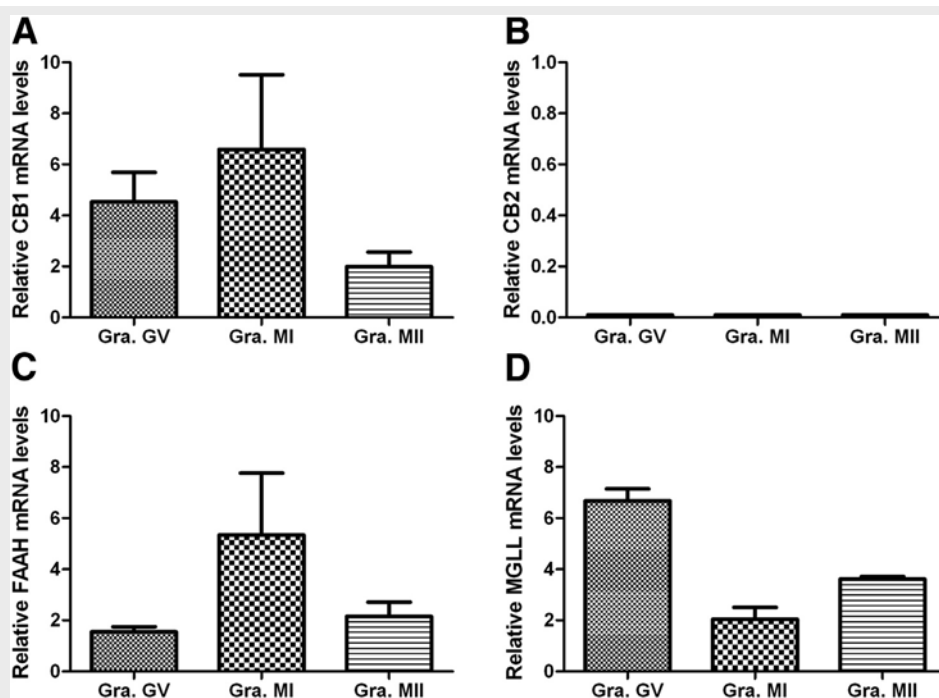 A
Relative CB1 mRNA levels
10
8
6
4
2
0
Gra. GV
Gra. MI
Gra. MII
B
Relative CB2 mRNA levels
1.0
0.8
0.6
0.4
0.2
0.0
Gra. GV
Gra. MI
Gra. MII
C
Relative FAAH mRNA levels
10
8
6
4
2
0
Gra. GV
Gra. MI
Gra. MII
D
Relative MGLL mRNA levels
10
8
6
4
2
0
Gra. GV
Gra. MI
Gra. MII